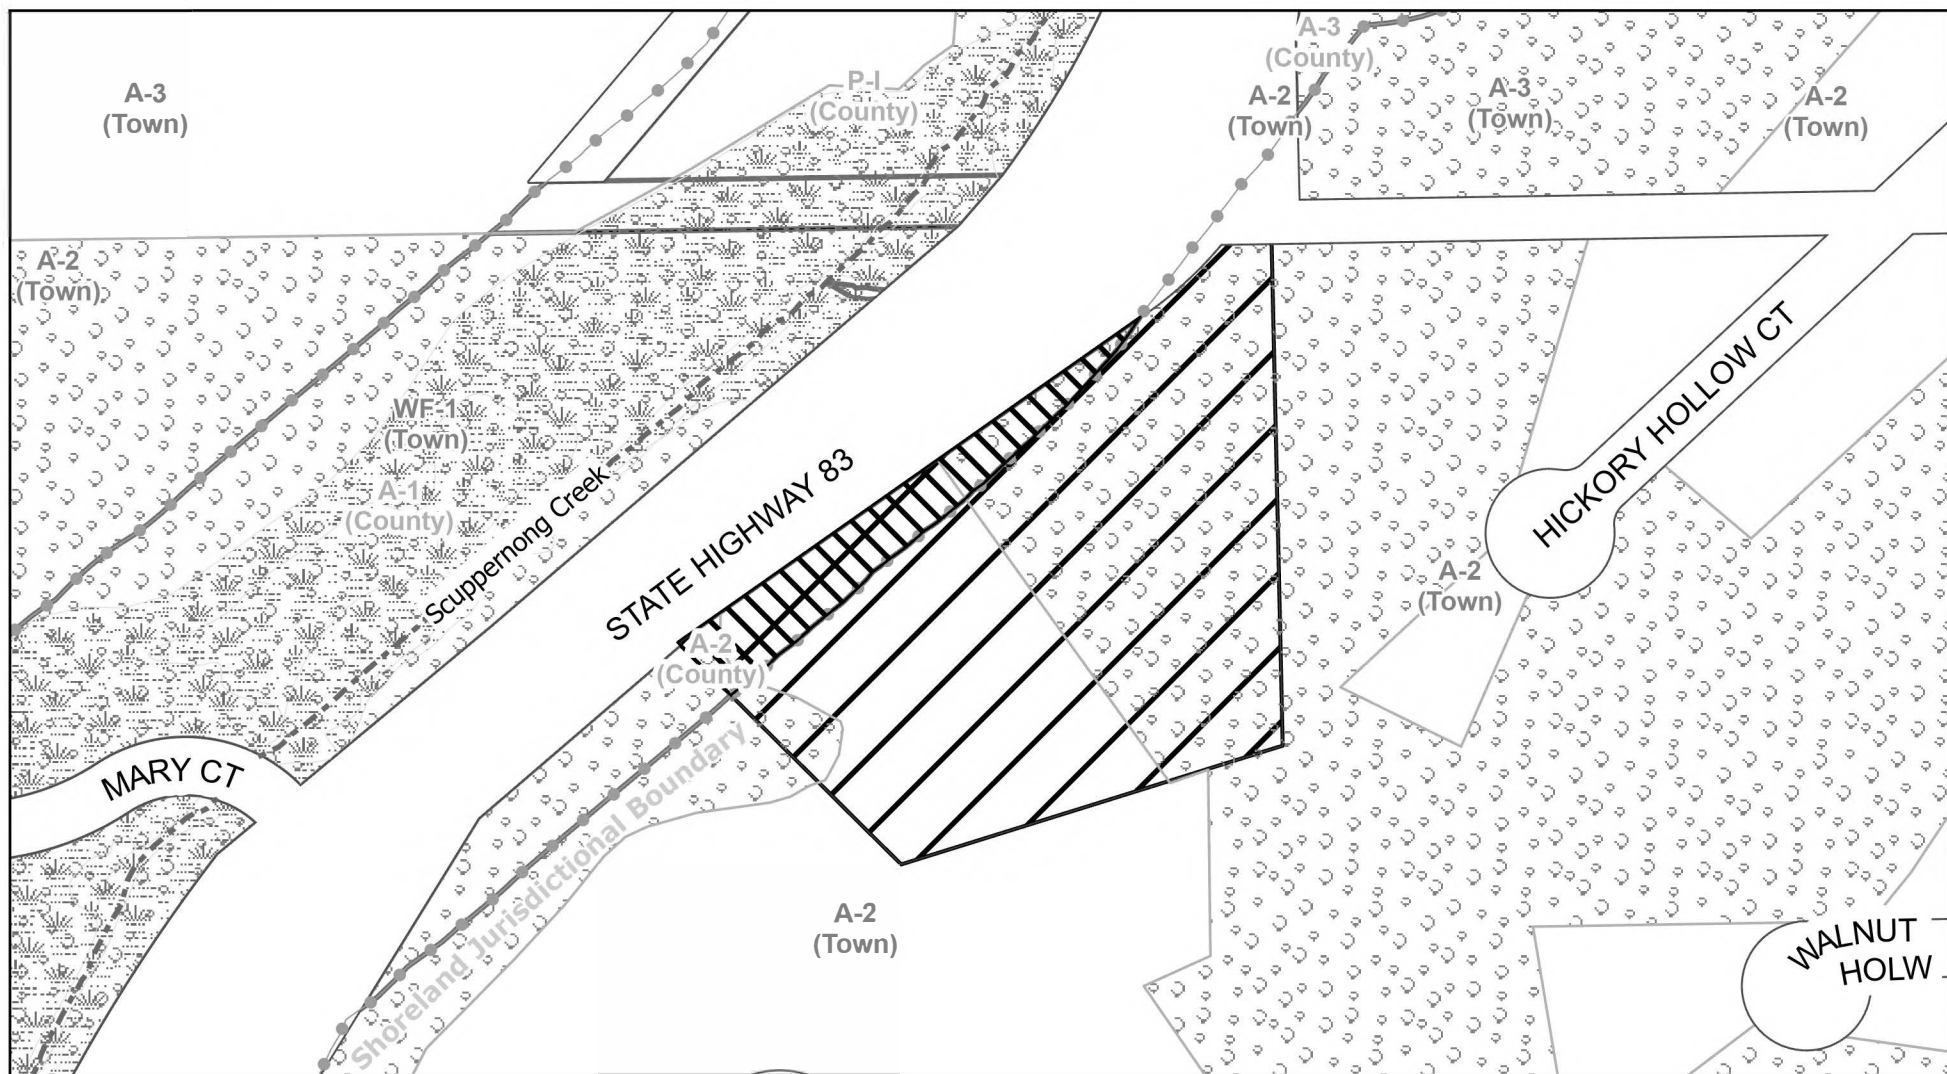 A-3
(Town)
P-I
(County)
A-3
(County)
A-2
(Town)
A-3
(Town)
A-2
(Town)
A-2
(Town)
WF-1
(Town)
A-1
(County)
Scuppernong Creek
STATE HIGHWAY 83
HICKORY HOLLOW CT
A-2
(Town)
A-2
(County)
MARY CT
Shoreland Jurisdictional Boundary
A-2
(Town)
WALNUT
HOLW